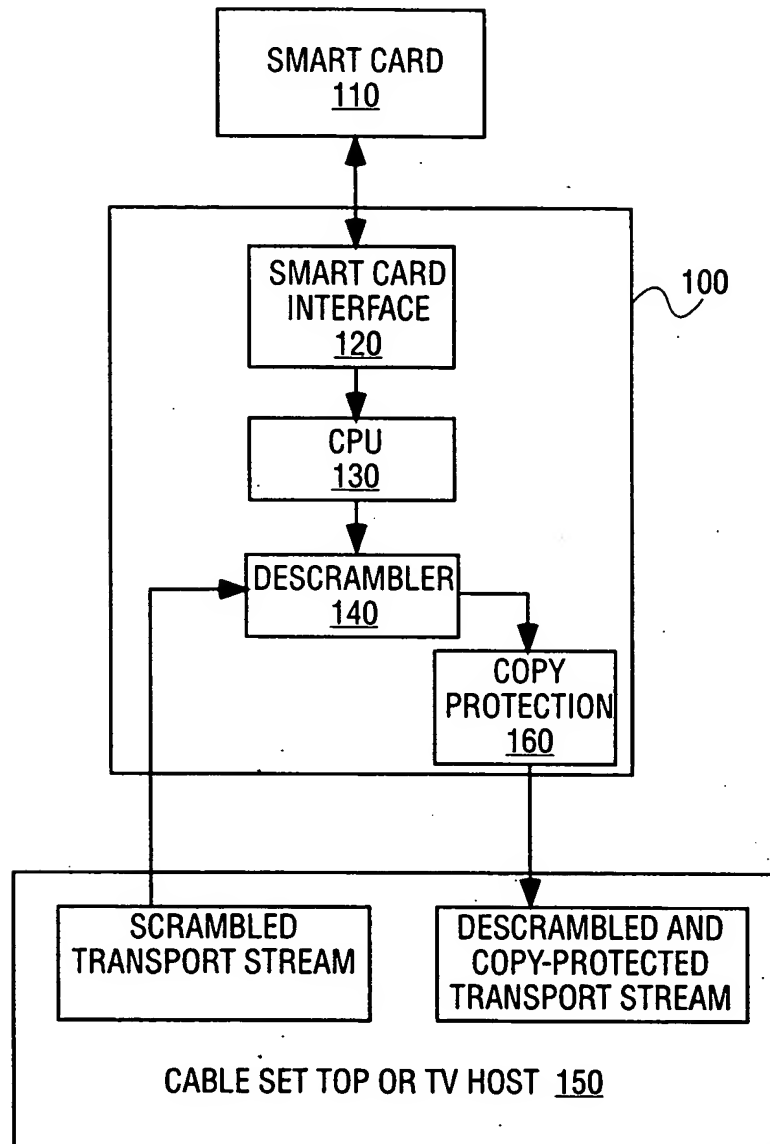 SMART CARD
110
SMART CARD
INTERFACE
120
100
CPU
130
DESCRAMBLER
140
COPY
PROTECTION
160
SCRAMBLED
TRANSPORT STREAM
DESCRAMBLED AND
COPY-PROTECTED
TRANSPORT STREAM
CABLE SET TOP OR TV HOST 150